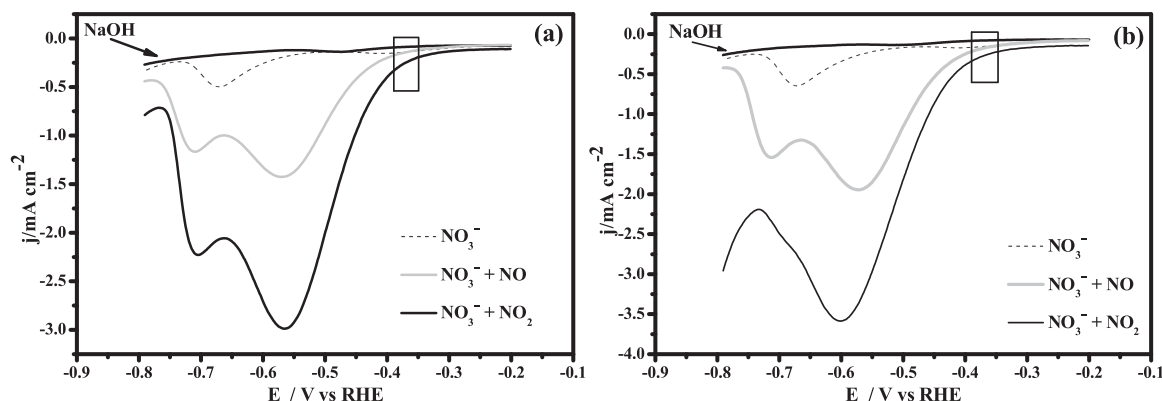 (a)
NaOH
0.0
-0.5
-1.0
-1.5
-2.0
-2.5
-3.0
j/mA cm⁻²
NO₃⁻
NO₃⁻ + NO
NO₃⁻ + NO₂
-0.9 -0.8 -0.7 -0.6 -0.5 -0.4 -0.3 -0.2 -0.1
E / V vs RHE
(b)
NaOH
0.0
-0.5
-1.0
-1.5
-2.0
-2.5
-3.0
-3.5
-4.0
j/mA cm⁻²
NO₃⁻
NO₃⁻ + NO
NO₃⁻ + NO₂
-0.9 -0.8 -0.7 -0.6 -0.5 -0.4 -0.3 -0.2 -0.1
E / V vs RHE